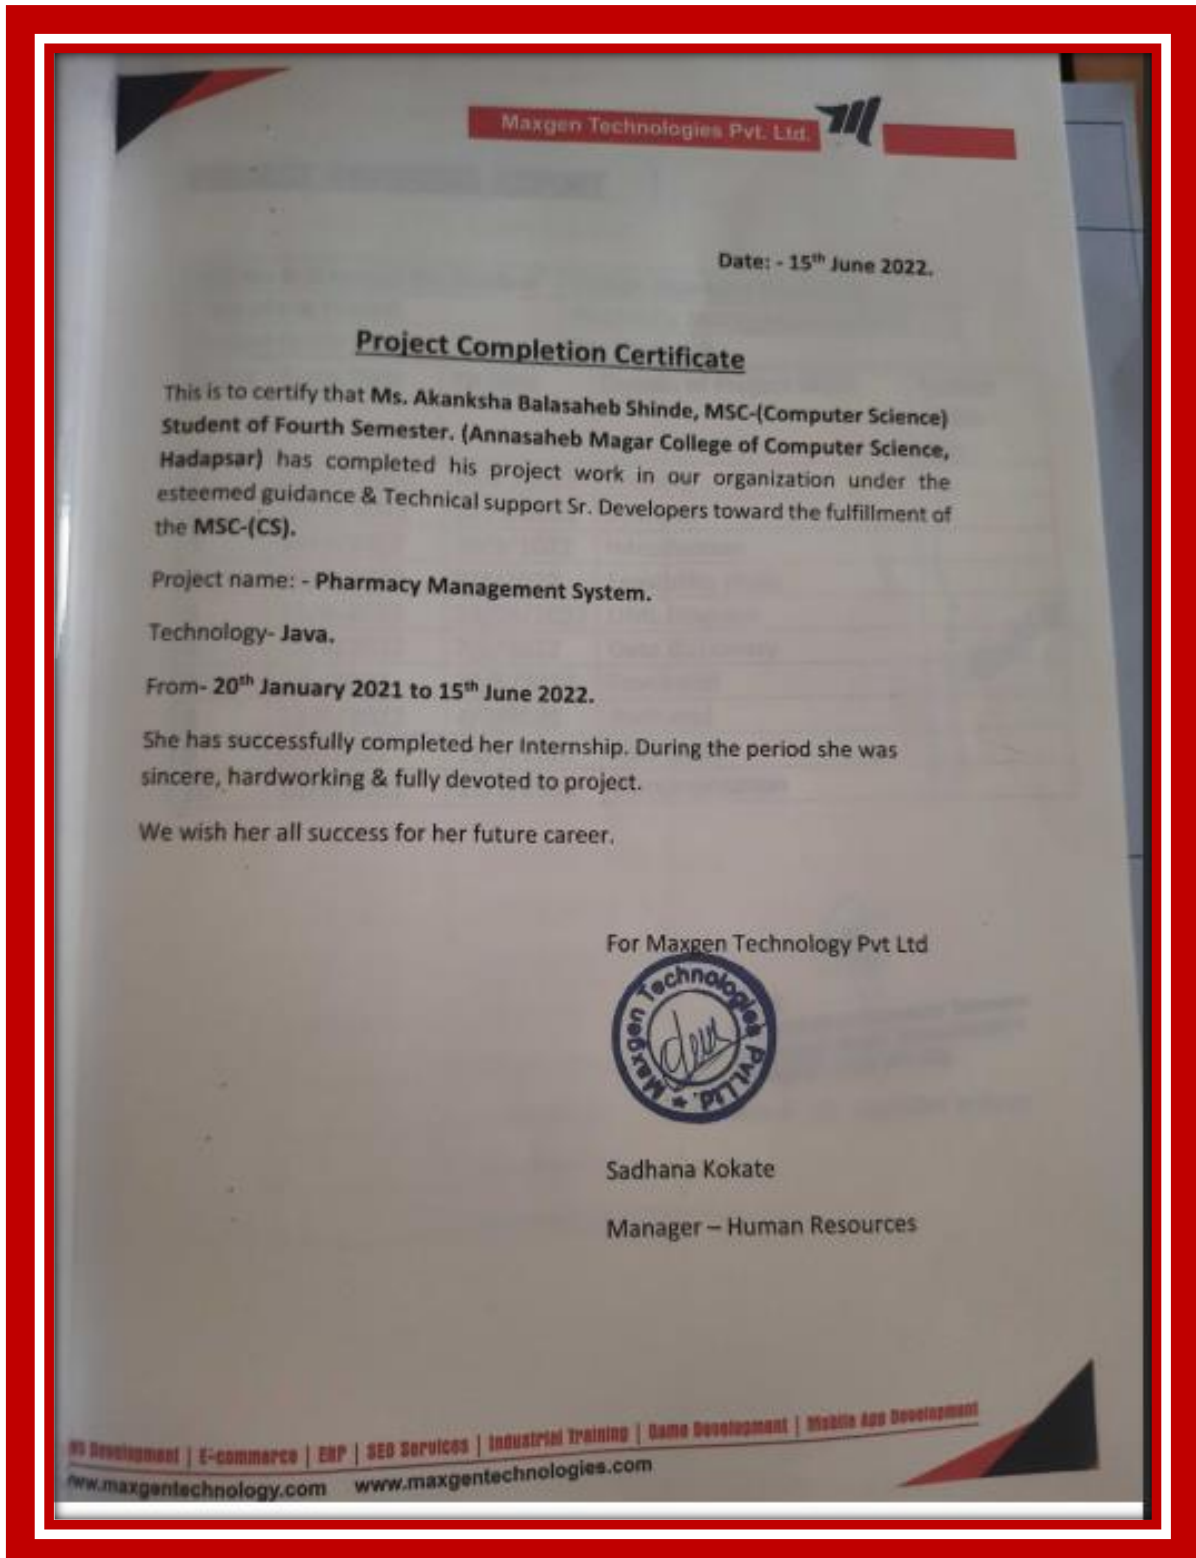 Maxgen Technologies Pvt. Ltd.
Date: - 15th June 2022.
Project Completion Certificate
This is to certify that Ms. Akanksha Balasaheb Shinde, MSC-(Computer Science)
Student of Fourth Semester. (Annasaheb Magar College of Computer Science,
Hadapsar) has completed his project work in our organization under the
esteemed guidance & Technical support Sr. Developers toward the fulfillment of
the MSC-(CS).
Project name: - Pharmacy Management System.
Technology- Java.
From- 20th January 2021 to 15th June 2022.
She has successfully completed her Internship. During the period she was
sincere, hardworking & fully devoted to project.
We wish her all success for her future career.
For Maxgen Technology Pvt Ltd
Maxgen Technologies Pvt. Ltd.
Sadhana Kokate
Manager – Human Resources
Development | E-commerce | ERP | SEO Services | Industrial Training | Game Development | Mobile App Development
www.maxgentechnology.com www.maxgentechnologies.com